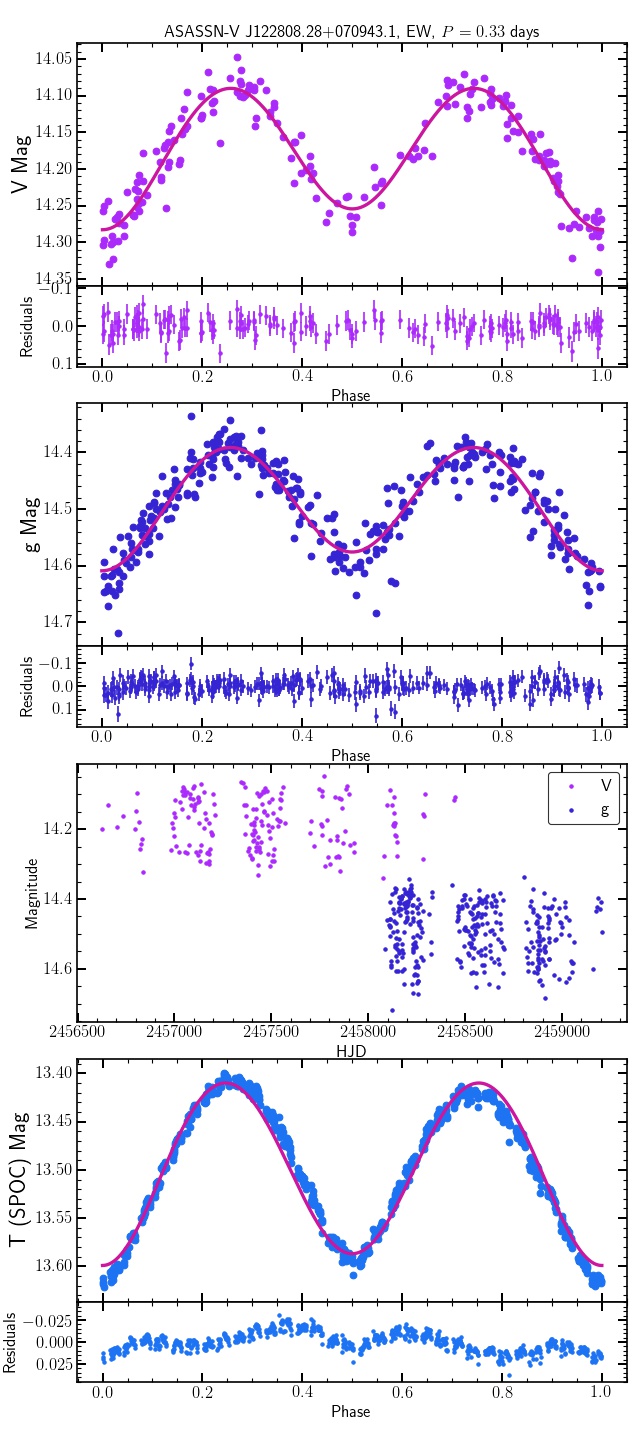 ASASSN-V J122808.28+070943.1, EW, P = 0.33 days
V Mag
14.05
14.10
14.15
14.20
14.25
14.30
14.35
Residuals
−0.1
0.0
0.1
0.0 0.2 0.4 0.6 0.8 1.0
Phase
g Mag
14.4
14.5
14.6
14.7
Residuals
−0.1
0.0
0.1
0.0 0.2 0.4 0.6 0.8 1.0
Phase
Magnitude
14.2
14.4
14.6
V
g
2456500 2457000 2457500 2458000 2458500 2459000
HJD
T (SPOC) Mag
13.40
13.45
13.50
13.55
13.60
Residuals
−0.025
0.000
0.025
0.0 0.2 0.4 0.6 0.8 1.0
Phase